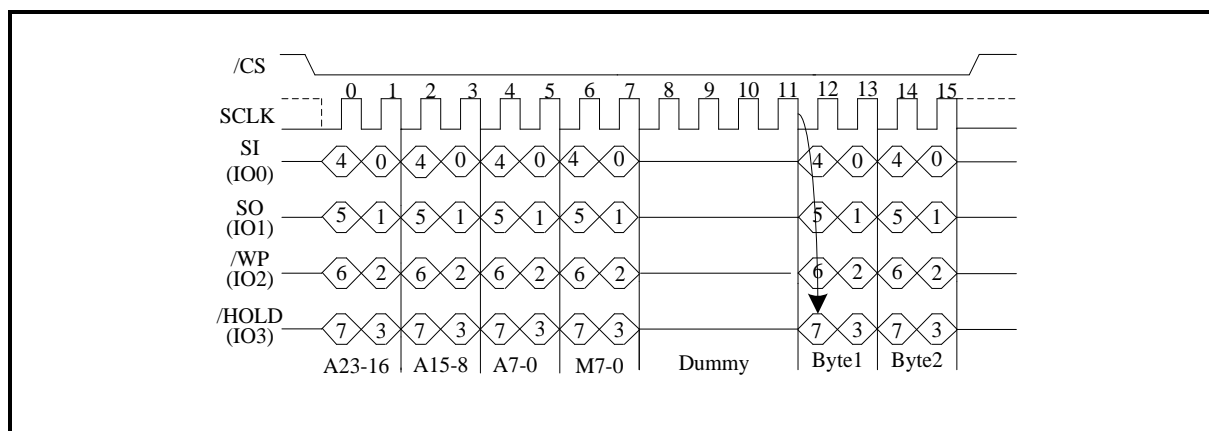 /CS
0 1 2 3 4 5 6 7 8 9 10 11 12 13 14 15
SCLK
SI
(IO0)
4 0 4 0 4 0 4 0 4 0 4 0
SO
(IO1)
5 1 5 1 5 1 5 1 5 1 5 1
/WP
(IO2)
6 2 6 2 6 2 6 2 6 2 6 2
/HOLD
(IO3)
7 3 7 3 7 3 7 3 7 3 7 3
A23-16 A15-8 A7-0 M7-0 Dummy Byte1 Byte2